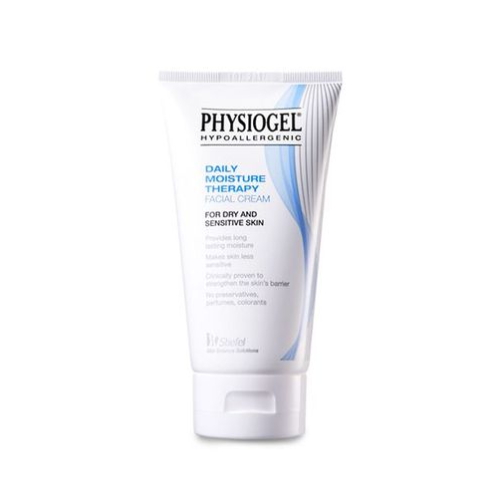 PHYSIOGEL®
HYPOALLERGENIC
DAILY
MOISTURE
THERAPY
FACIAL CREAM
FOR DRY AND
SENSITIVE SKIN
Provides long
lasting moisture
Makes skin less
sensitive
Clinically proven to
strengthen the skin's barrier
No preservatives,
perfumes, colorants
Stiefel
Solutions